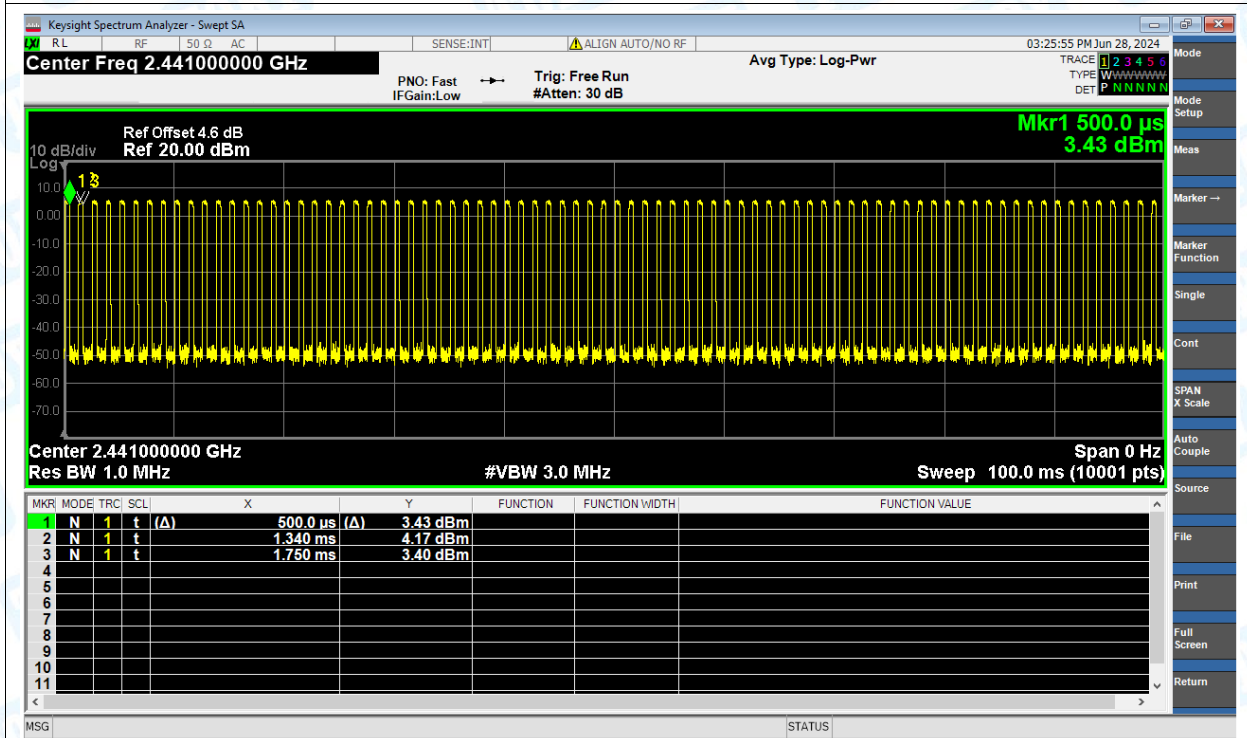 Keysight Spectrum Analyzer - Swept SA
LXI RL RF 50 Ω AC SENSE:INT ALIGN AUTO/NO RF 03:25:55 PM Jun 28, 2024
Center Freq 2.441000000 GHz
PNO: Fast
IFGain:Low
Trig: Free Run
#Atten: 30 dB
Avg Type: Log-Pwr
TRACE 1 2 3 4 5 6
TYPE WWWWWW
DET P N N N N N
Ref Offset 4.6 dB
Ref 20.00 dBm
10 dB/div
Log
Mkr1 500.0 µs
3.43 dBm
10.0
0.00
-10.0
-20.0
-30.0
-40.0
-50.0
-60.0
-70.0
1
3
Center 2.441000000 GHz
Span 0 Hz
Res BW 1.0 MHz
#VBW 3.0 MHz
Sweep 100.0 ms (10001 pts)
MKR MODE TRC SCL X Y FUNCTION FUNCTION WIDTH FUNCTION VALUE
1 N 1 t (Δ) 500.0 µs (Δ) 3.43 dBm
2 N 1 t 1.340 ms 4.17 dBm
3 N 1 t 1.750 ms 3.40 dBm
4
5
6
7
8
9
10
11
MSG
STATUS
Mode
Mode
Setup
Meas
Marker →
Marker
Function
Single
Cont
SPAN
X Scale
Auto
Couple
Source
File
Print
Full
Screen
Return